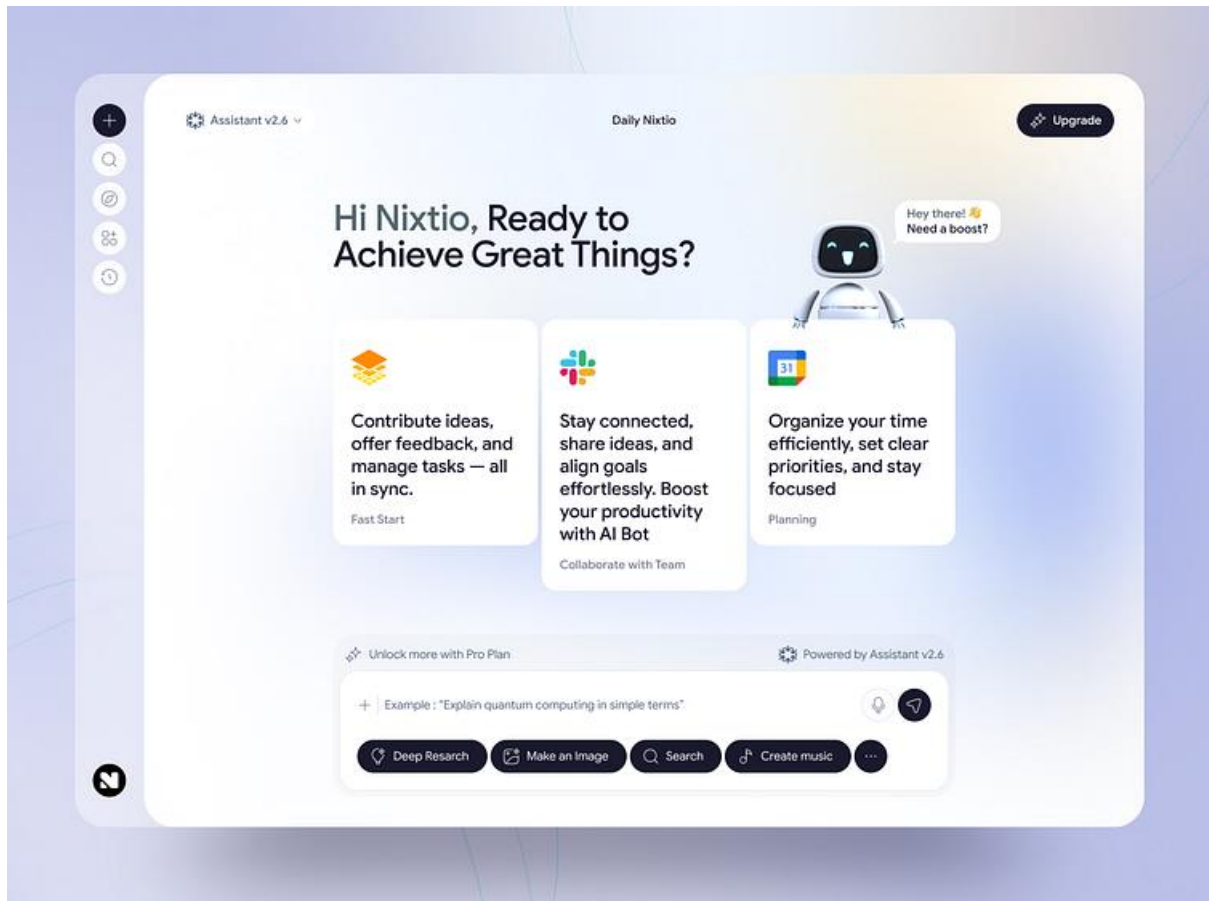 Assistant v2.6
Daily Nixtio
Upgrade
Hi Nixtio, Ready to
Achieve Great Things?
Hey there! 👋
Need a boost?
Contribute ideas,
offer feedback, and
manage tasks — all
in sync.
Fast Start
Stay connected,
share ideas, and
align goals
effortlessly. Boost
your productivity
with AI Bot
Collaborate with Team
31
Organize your time
efficiently, set clear
priorities, and stay
focused
Planning
Unlock more with Pro Plan
Powered by Assistant v2.6
Example : "Explain quantum computing in simple terms"
Deep Resarch
Make an Image
Search
Create music
N